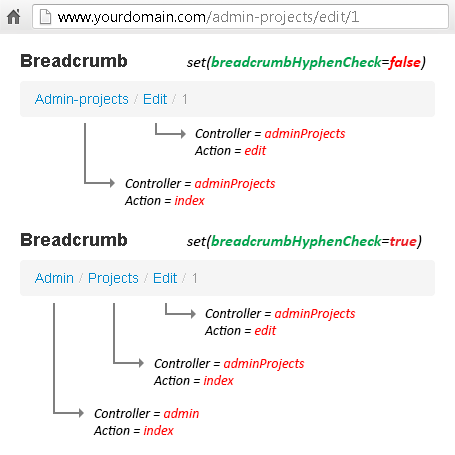 www.yourdomain.com/admin-projects/edit/1
Breadcrumb set(breadcrumbHyphenCheck=false)
Admin-projects / Edit / 1
Controller = adminProjects
Action = edit
Controller = adminProjects
Action = index
Breadcrumb set(breadcrumbHyphenCheck=true)
Admin / Projects / Edit / 1
Controller = adminProjects
Action = edit
Controller = adminProjects
Action = index
Controller = admin
Action = index